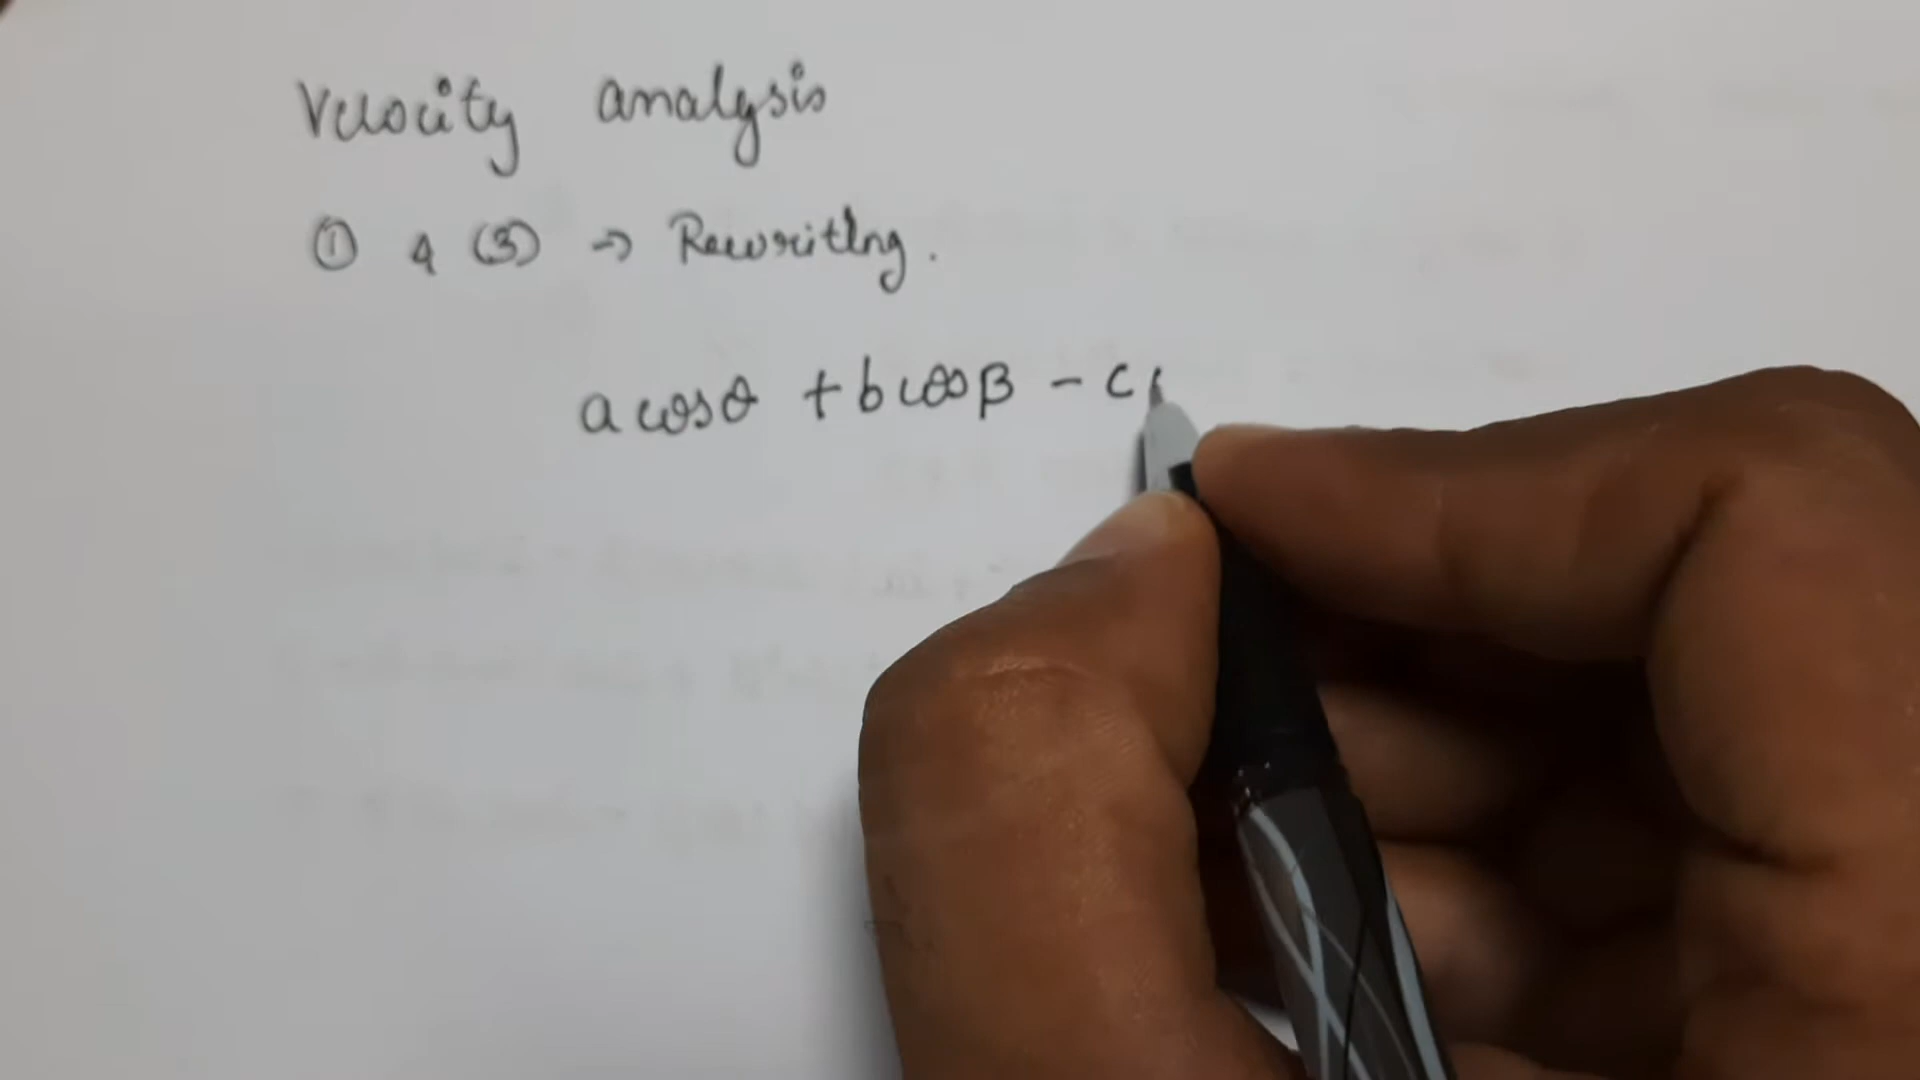 Velocity analysis
① & (3) → Rewriting.
a cosθ + b cosβ - c